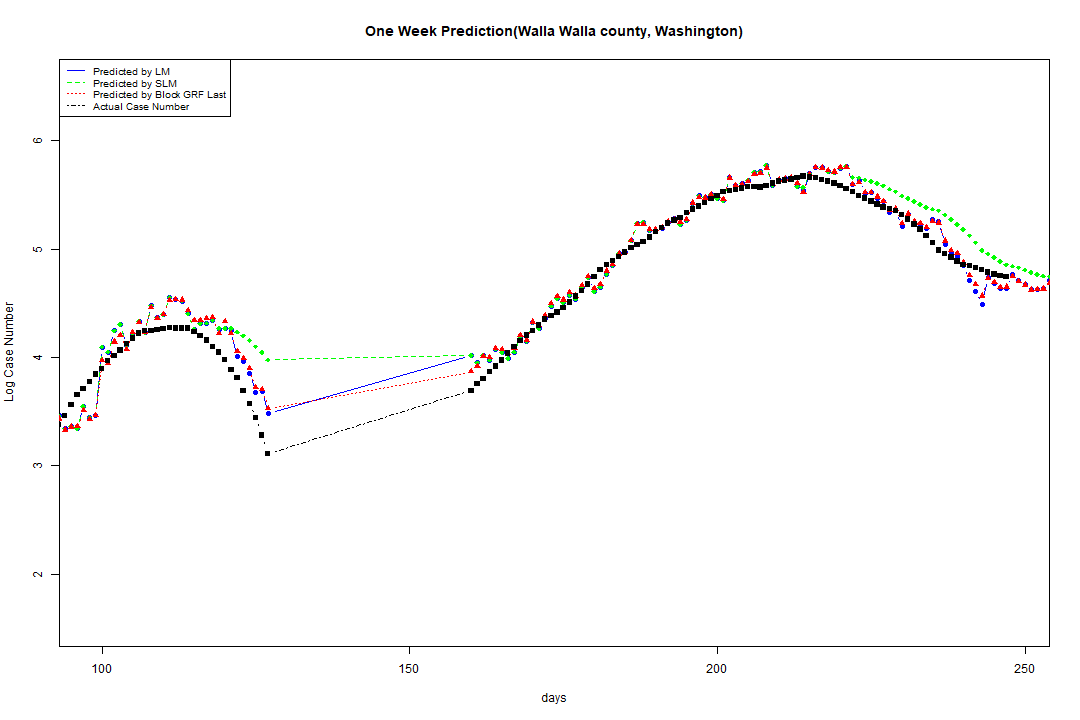 One Week Prediction(Walla Walla county, Washington)
Predicted by LM
Predicted by SLM
Predicted by Block GRF Last
Actual Case Number
6
5
4
3
2
Log Case Number
100 150 200 250
days